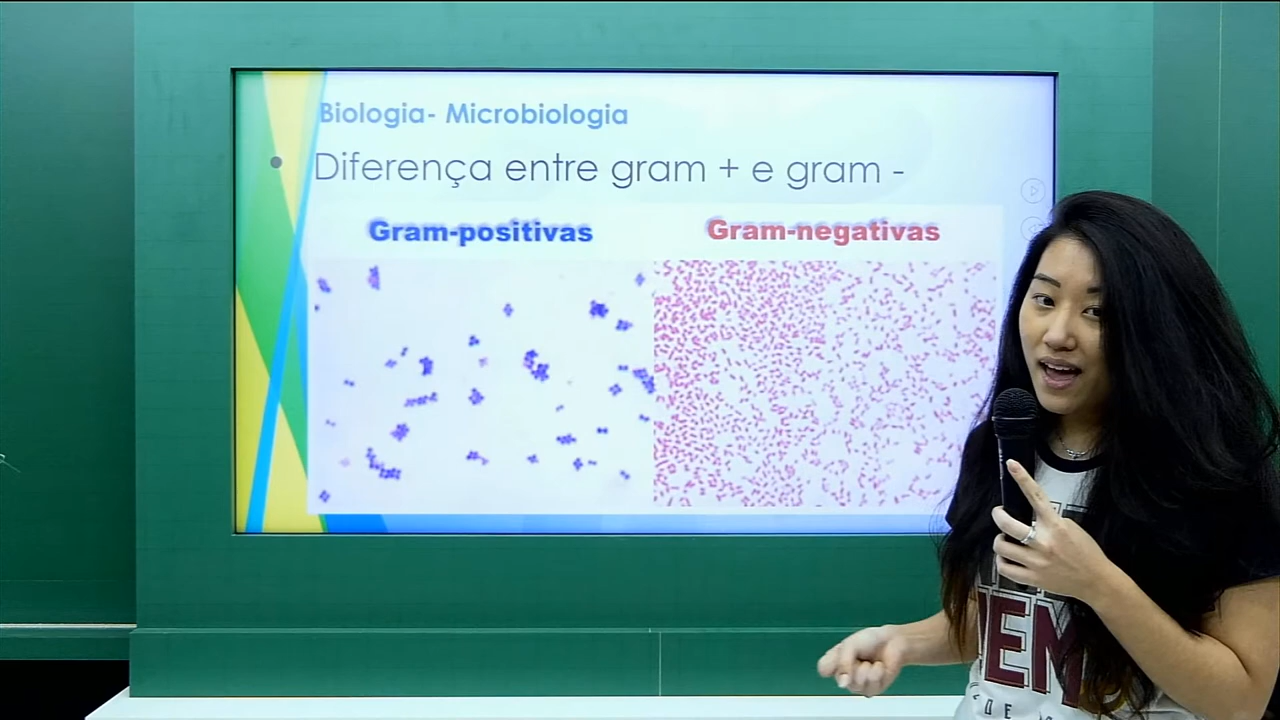 Biologia- Microbiologia
• Diferença entre gram + e gram -
Gram-positivas
Gram-negativas